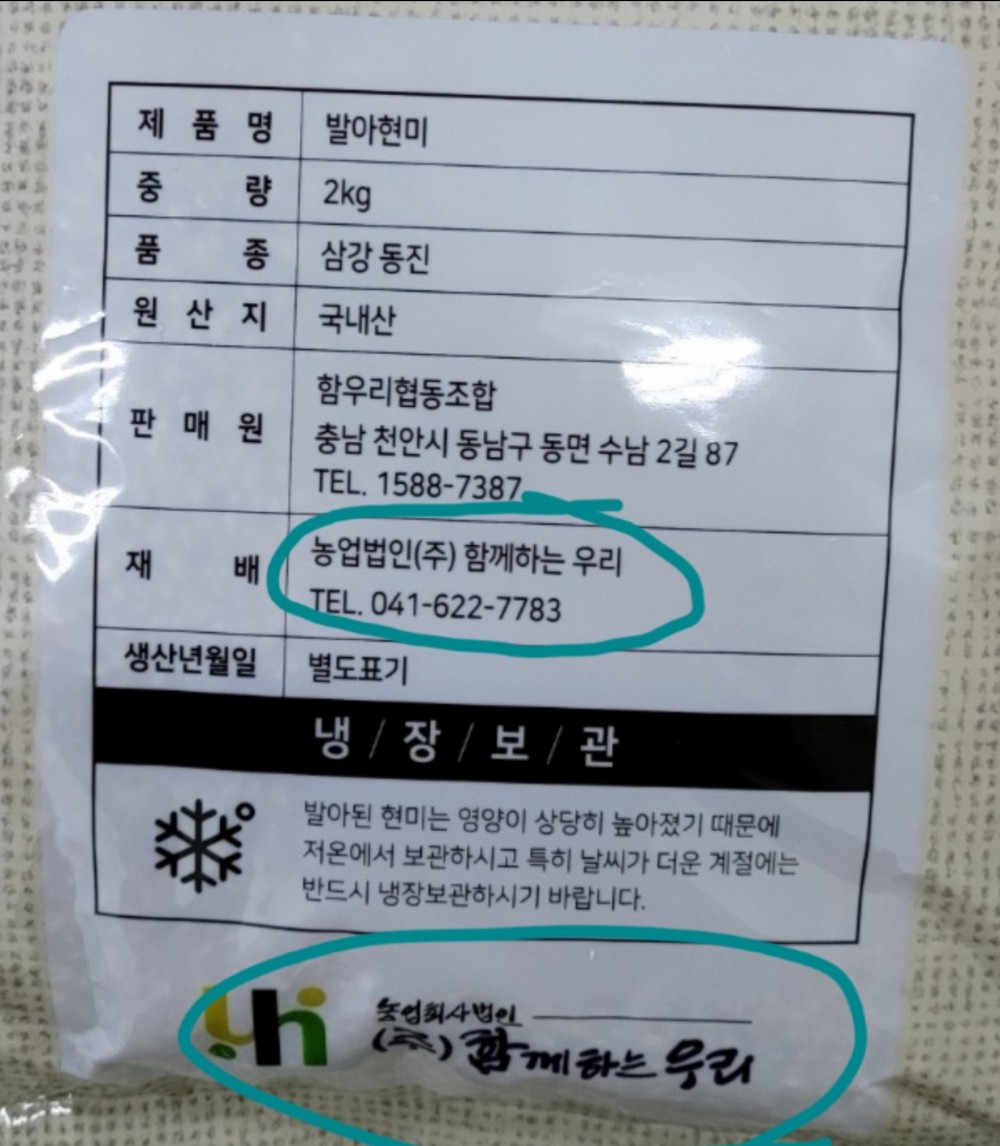 제 품 명 발아현미
중 량 2kg
품 종 삼강 동진
원 산 지 국내산
판 매 원 함우리협동조합
충남 천안시 동남구 동면 수남 2길 87
TEL. 1588-7387
재 배 농업법인(주) 함께하는 우리
TEL. 041-622-7783
생산년월일 별도표기
냉 / 장 / 보 / 관
발아된 현미는 영양이 상당히 높아졌기 때문에
저온에서 보관하시고 특히 날씨가 더운 계절에는
반드시 냉장보관하시기 바랍니다.
농업회사법인
(주) 함께하는 우리